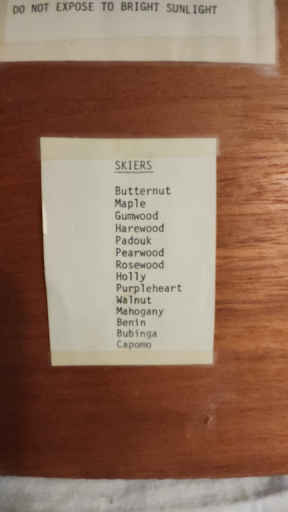 DO NOT EXPOSE TO BRIGHT SUNLIGHT
SKIERS
Butternut
Maple
Gumwood
Harewood
Padouk
Pearwood
Rosewood
Holly
Purpleheart
Walnut
Mahogany
Benin
Bubinga
Capomo